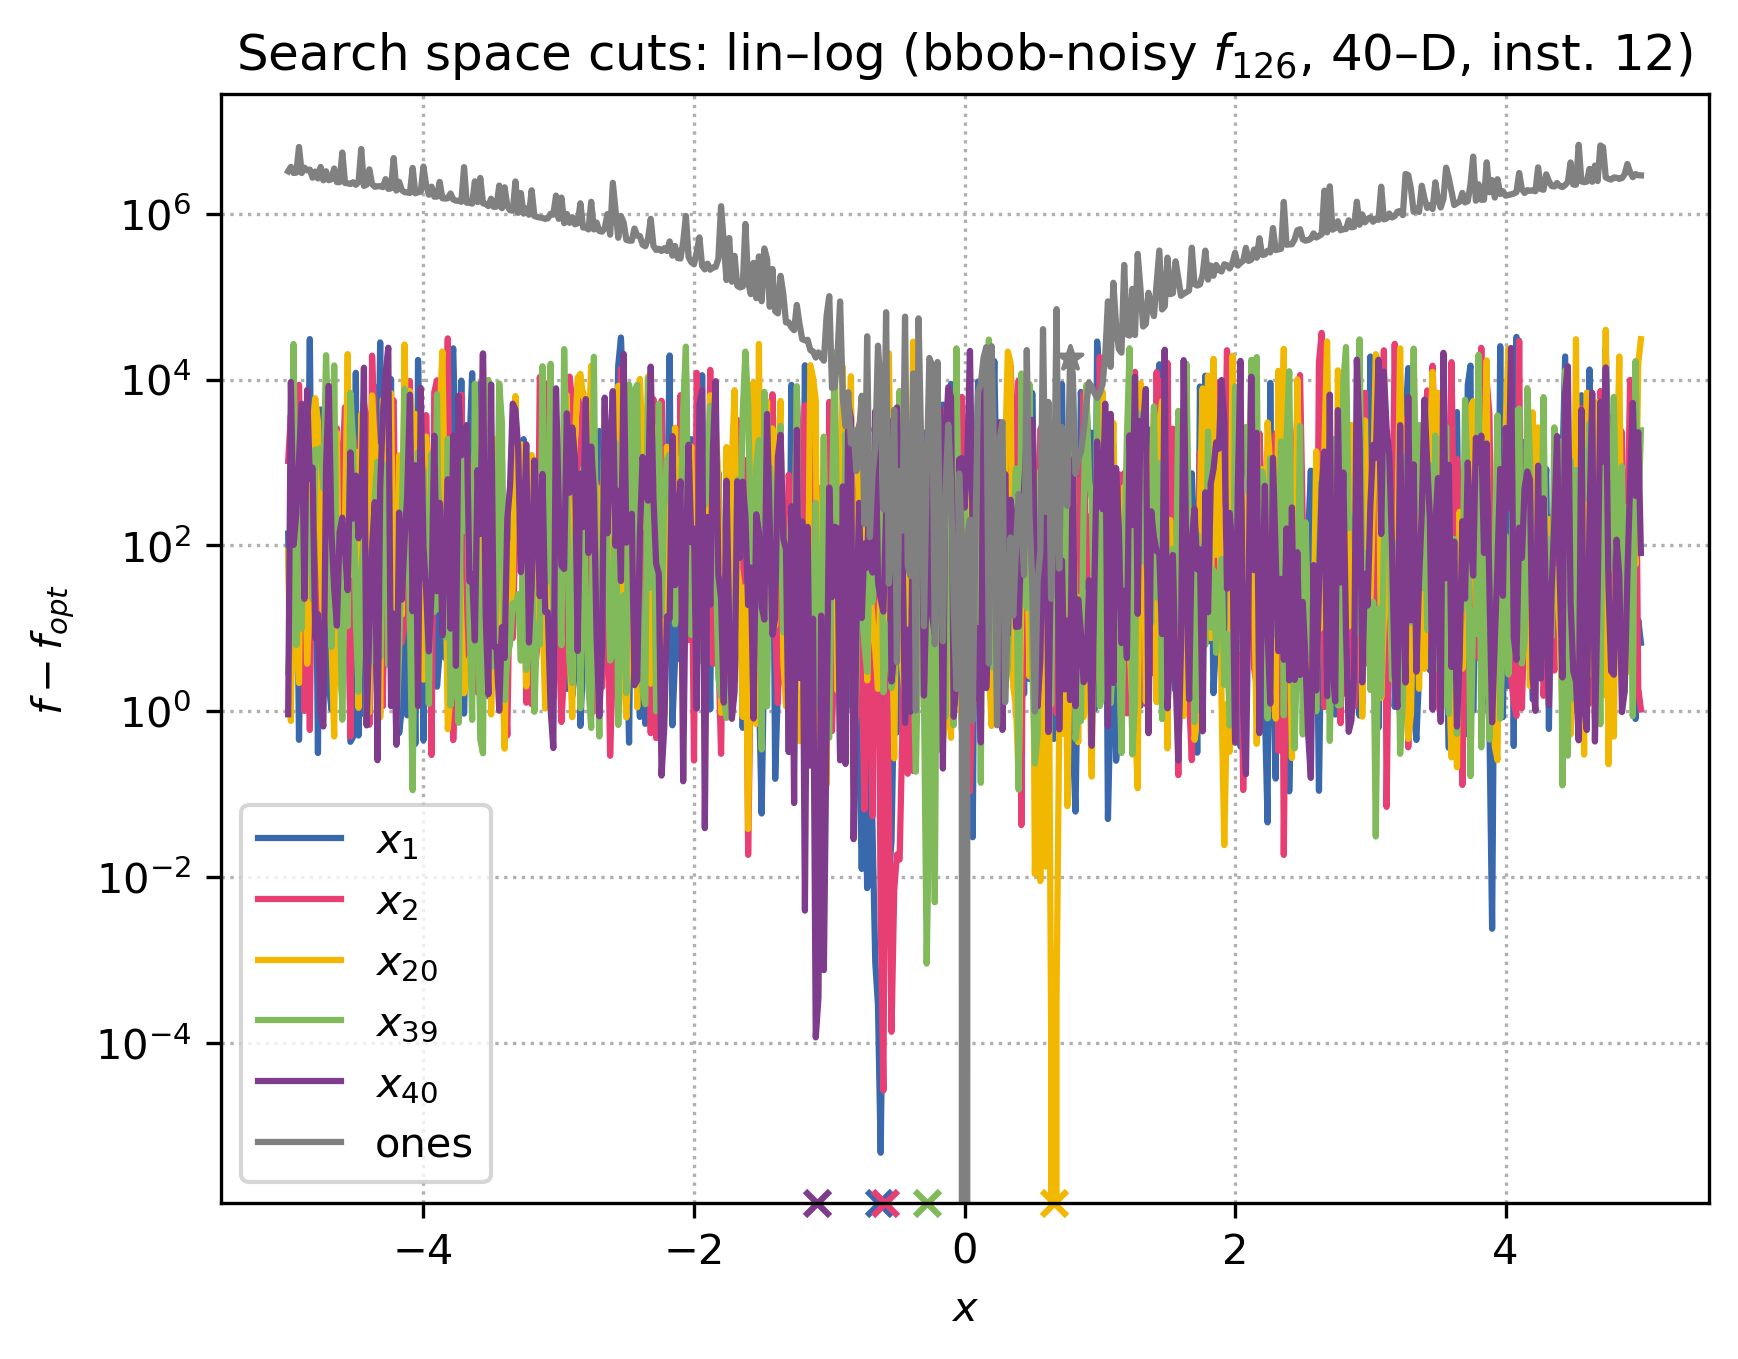 Search space cuts: lin–log (bbob-noisy f126, 40–D, inst. 12)
f − fopt
10^6
10^4
10^2
10^0
10^−2
10^−4
x1
x2
x20
x39
x40
ones
−4 −2 0 2 4
x